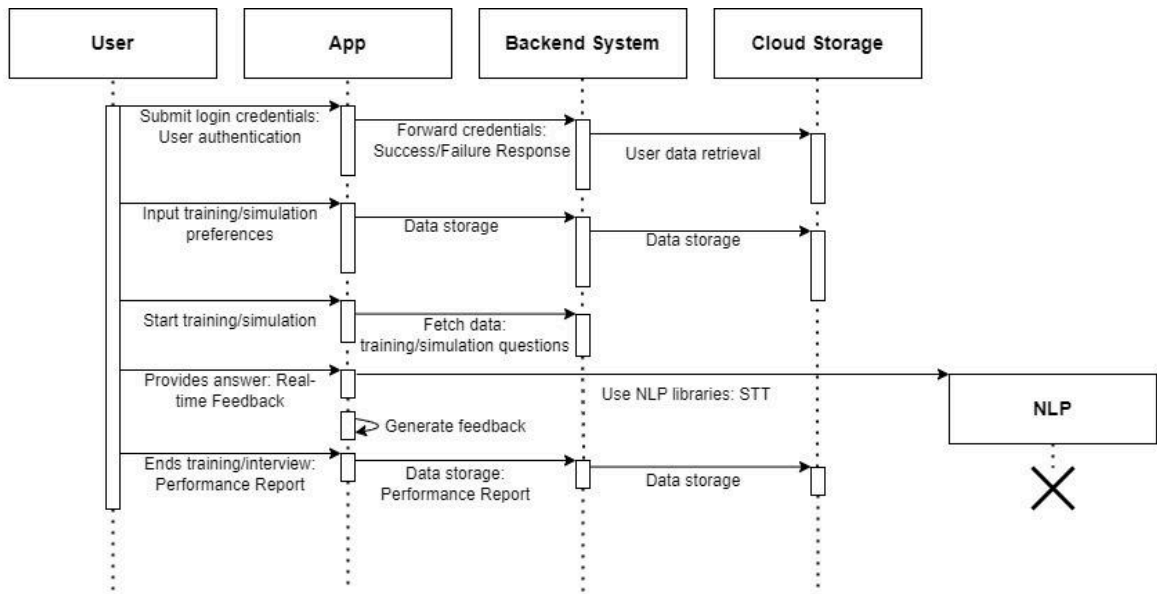 User
App
Backend System
Cloud Storage
Submit login credentials:
User authentication
Forward credentials:
Success/Failure Response
User data retrieval
Input training/simulation
preferences
Data storage
Data storage
Start training/simulation
Fetch data:
training/simulation questions
Provides answer: Real-
time Feedback
Use NLP libraries: STT
NLP
Generate feedback
Ends training/interview:
Performance Report
Data storage:
Performance Report
Data storage